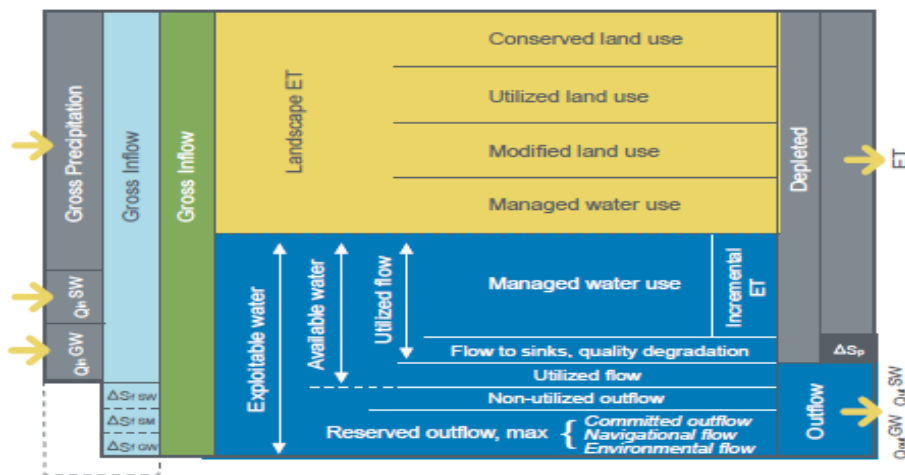 Gross Precipitation
Qin SW
Qin GW
Gross Inflow
ΔSf SW
ΔSf SM
ΔSf GW
Gross Inflow
Landscape ET
Conserved land use
Utilized land use
Modified land use
Managed water use
Exploitable water
Available water
Utilized flow
Managed water use
Incremental
ET
Flow to sinks, quality degradation
Utilized flow
Non-utilized outflow
Reserved outflow, max { Committed outflow
Navigational flow
Environmental flow
Depleted
ΔSp
Outflow
ET
Qout SW
Qout GW